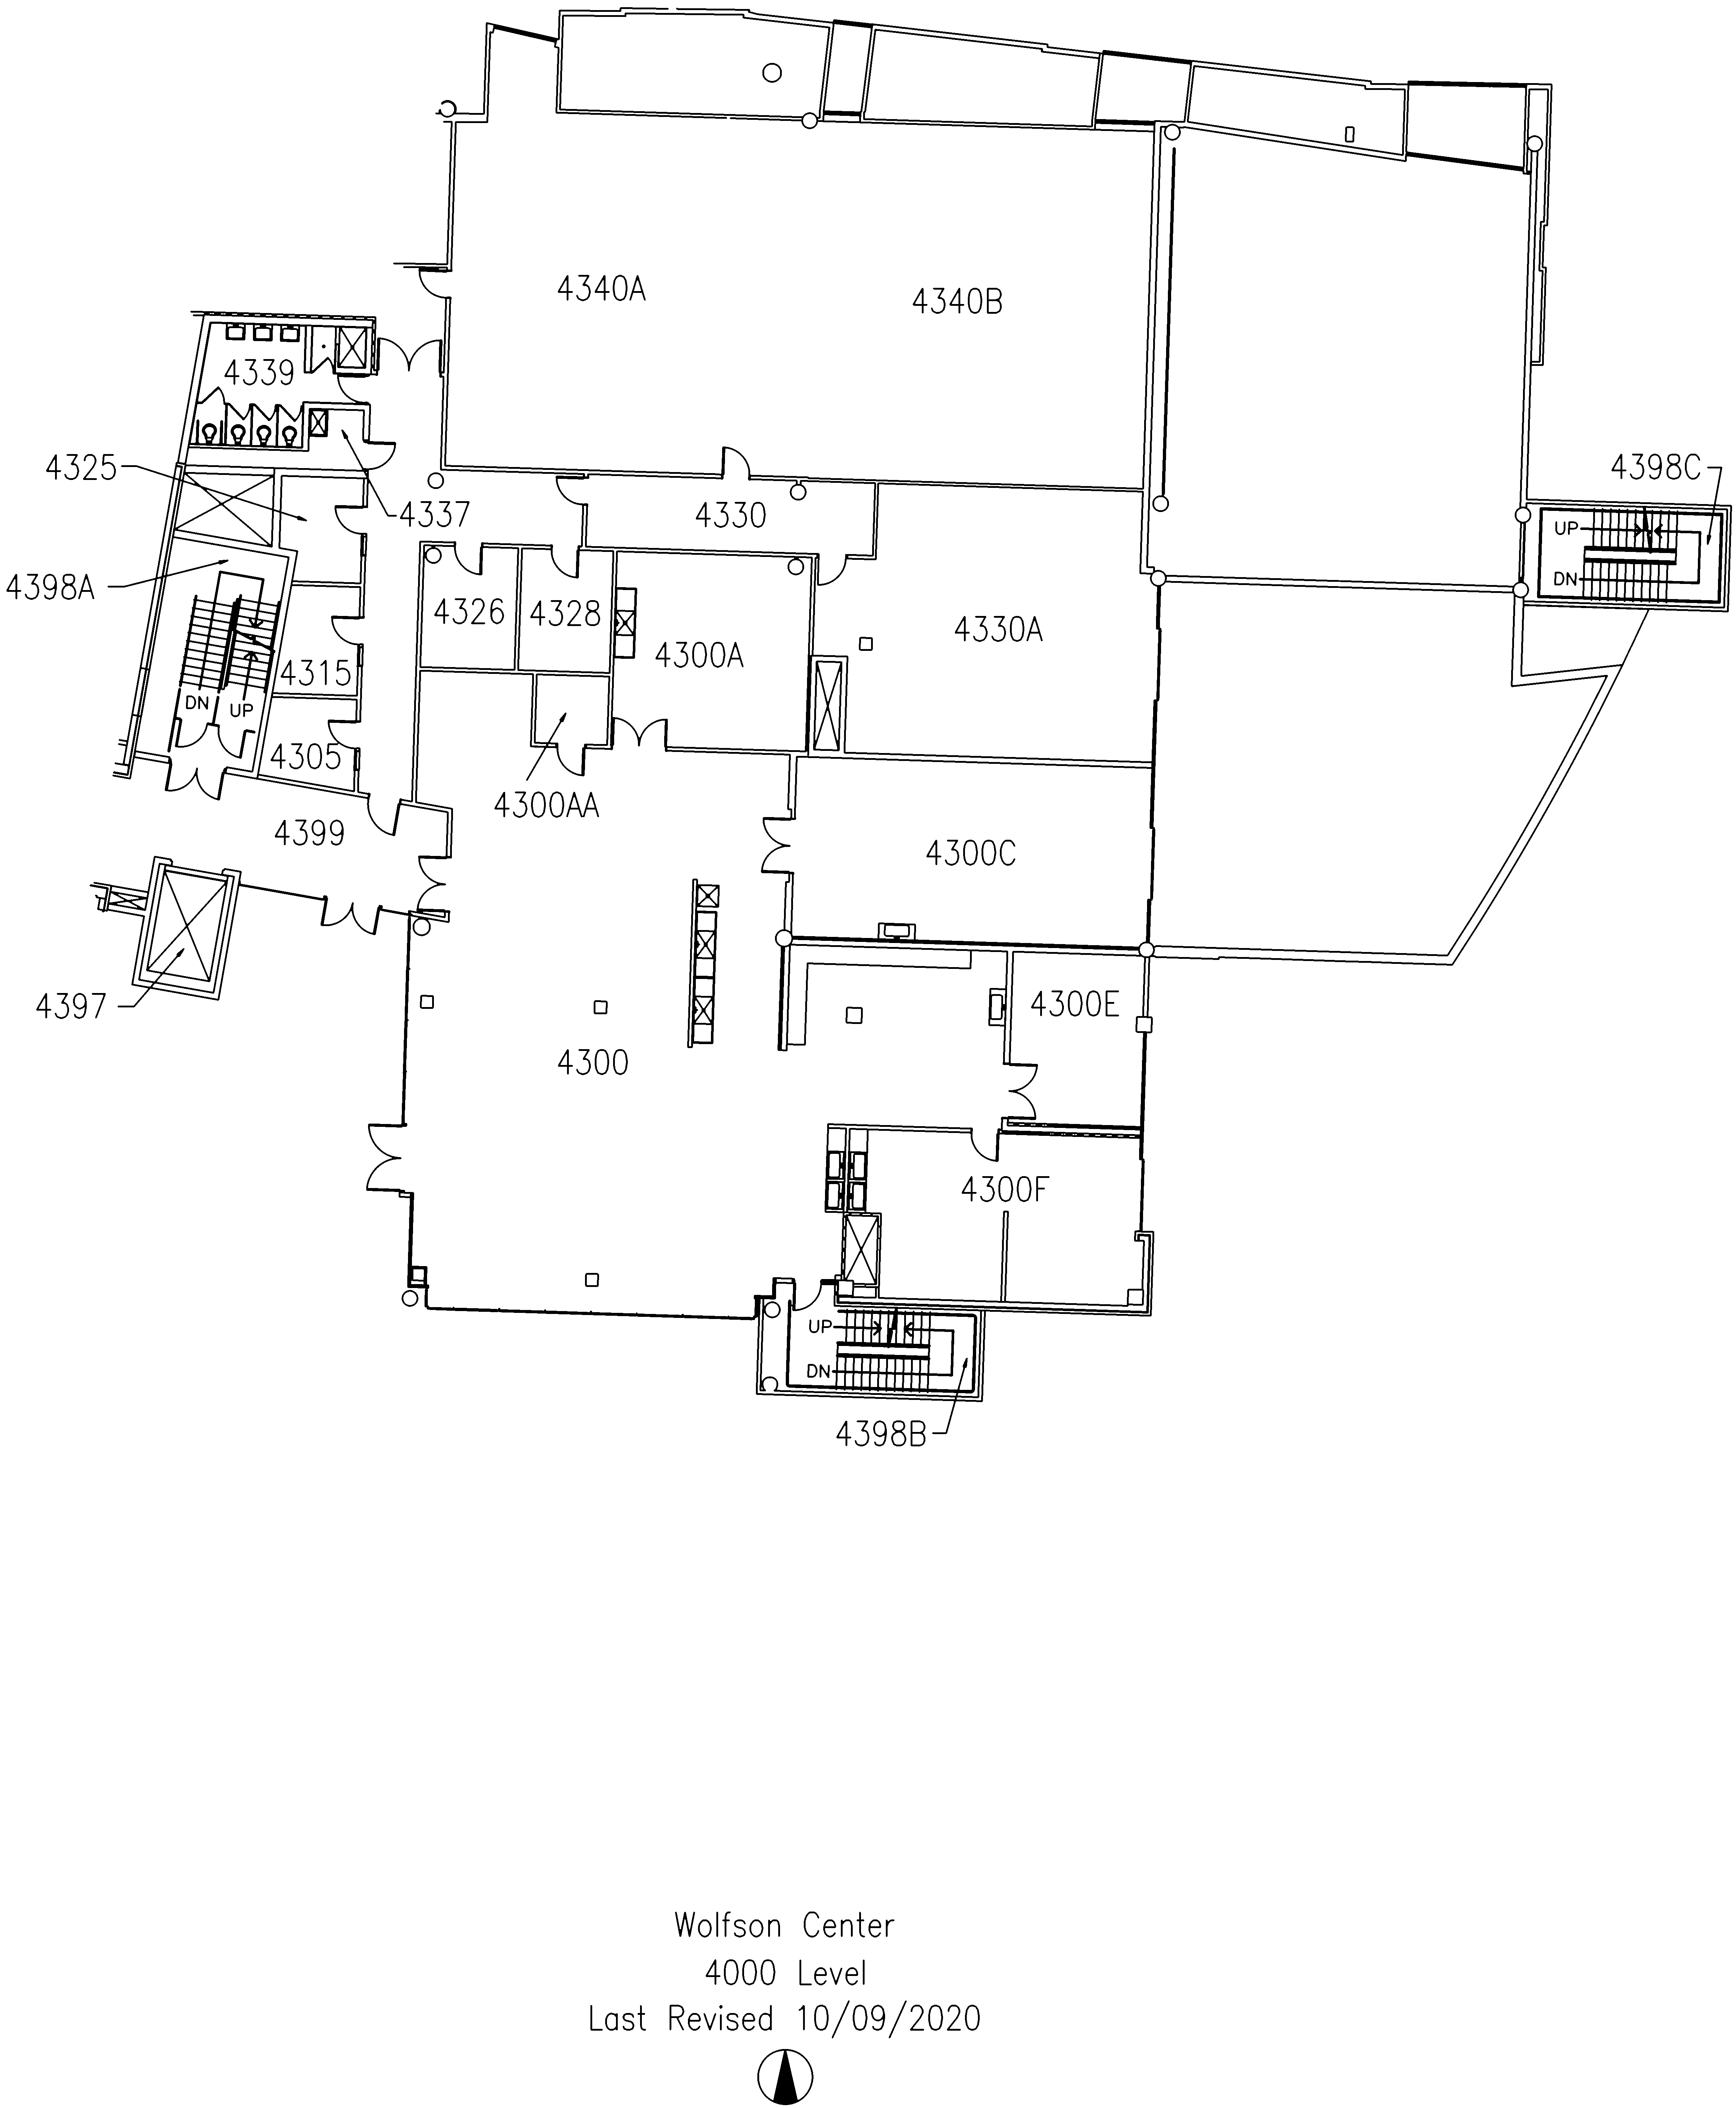 4340A
4340B
4339
4325
4398C
4337
4330
UP
DN
4398A
4326
4328
4330A
4300A
4315
DN
UP
4305
4300AA
4399
4300C
4397
4300E
4300
4300F
UP
DN
4398B
Wolfson Center
4000 Level
Last Revised 10/09/2020